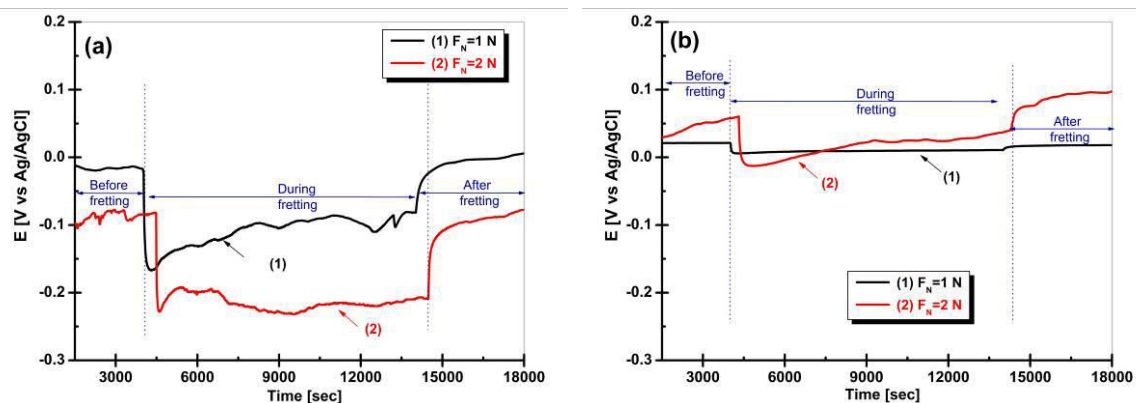 (a)
(1) F_N=1 N
(2) F_N=2 N
Before
fretting
During
fretting
After
fretting
(1)
(2)
E [V vs Ag/AgCl]
0.2
0.1
0.0
-0.1
-0.2
-0.3
3000 6000 9000 12000 15000 18000
Time [sec]
(b)
Before
fretting
During
fretting
After
fretting
(1)
(2)
(1) F_N=1 N
(2) F_N=2 N
E [V vs Ag/AgCl]
0.2
0.1
0.0
-0.1
-0.2
-0.3
3000 6000 9000 12000 15000 18000
Time [sec]